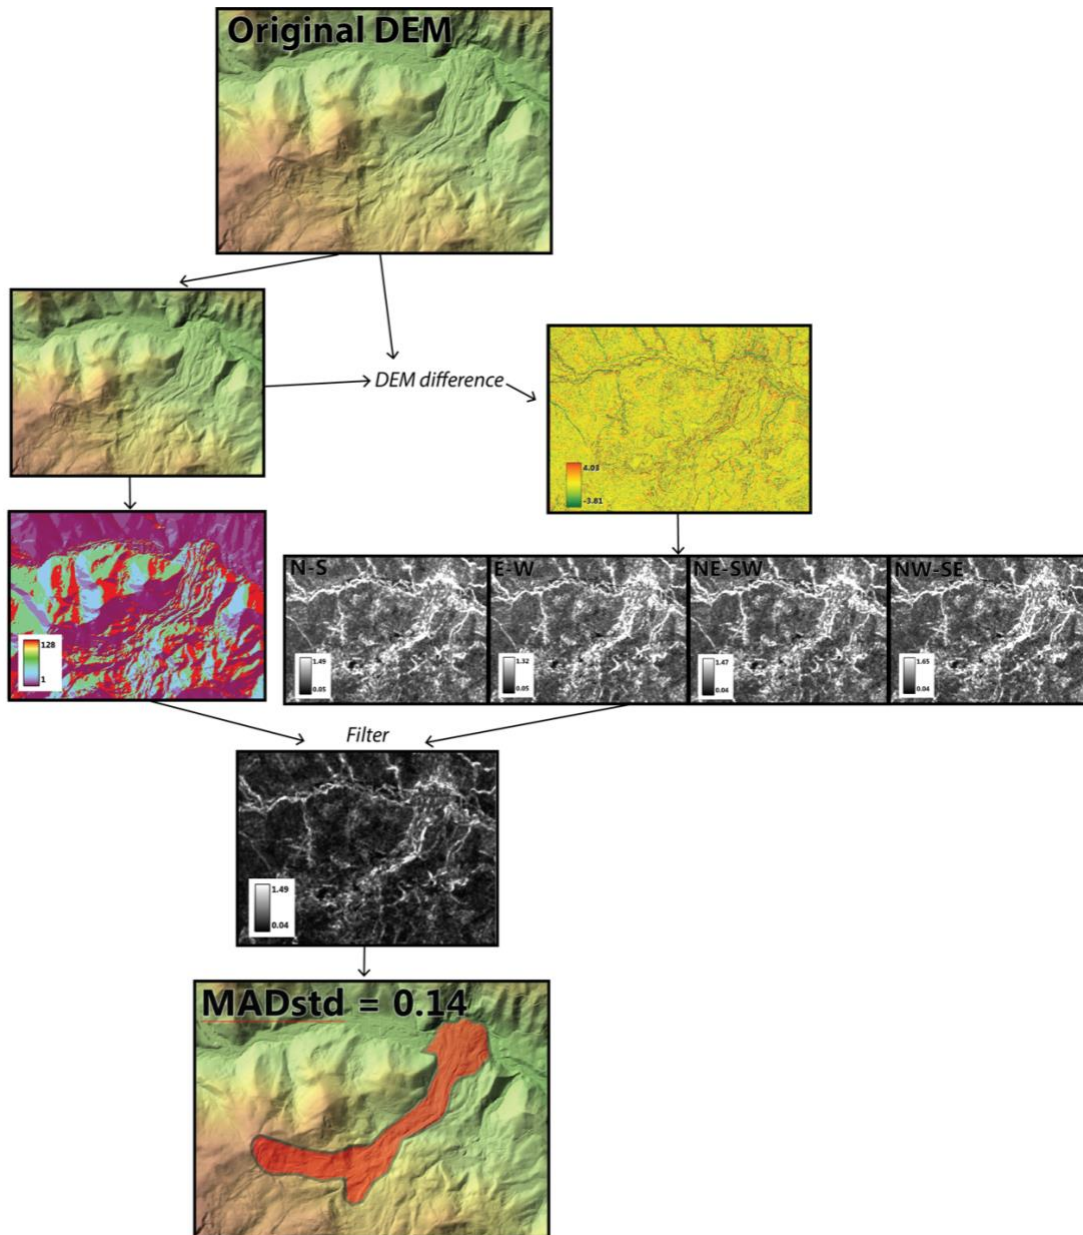 Original DEM
DEM difference
4.03
-3.81
128
1
N-S
E-W
NE-SW
NW-SE
1.49
0.05
1.32
0.05
1.47
0.04
1.65
0.04
Filter
1.49
0.04
MADstd = 0.14